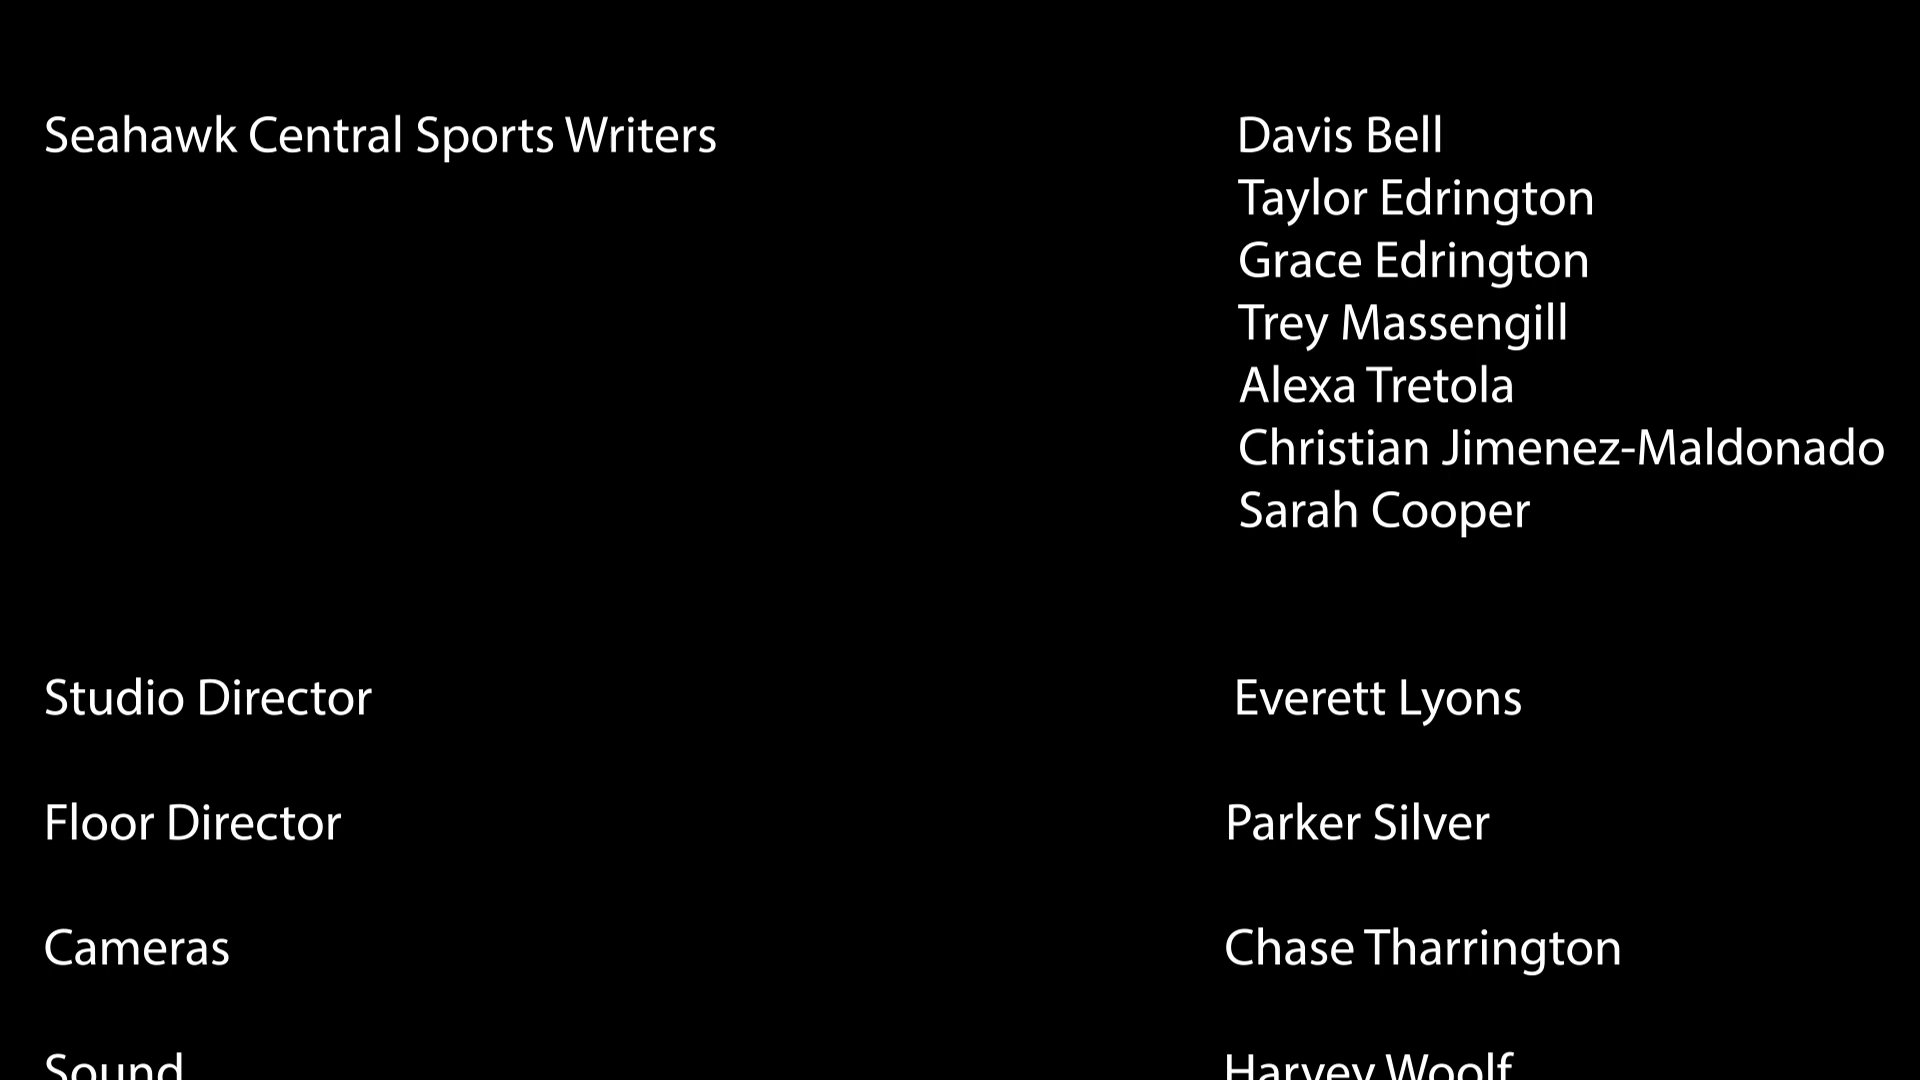 Seahawk Central Sports Writers Davis Bell
Taylor Edrington
Grace Edrington
Trey Massengill
Alexa Tretola
Christian Jimenez-Maldonado
Sarah Cooper
Studio Director Everett Lyons
Floor Director Parker Silver
Cameras Chase Tharrington
Sound Harvey Woolf